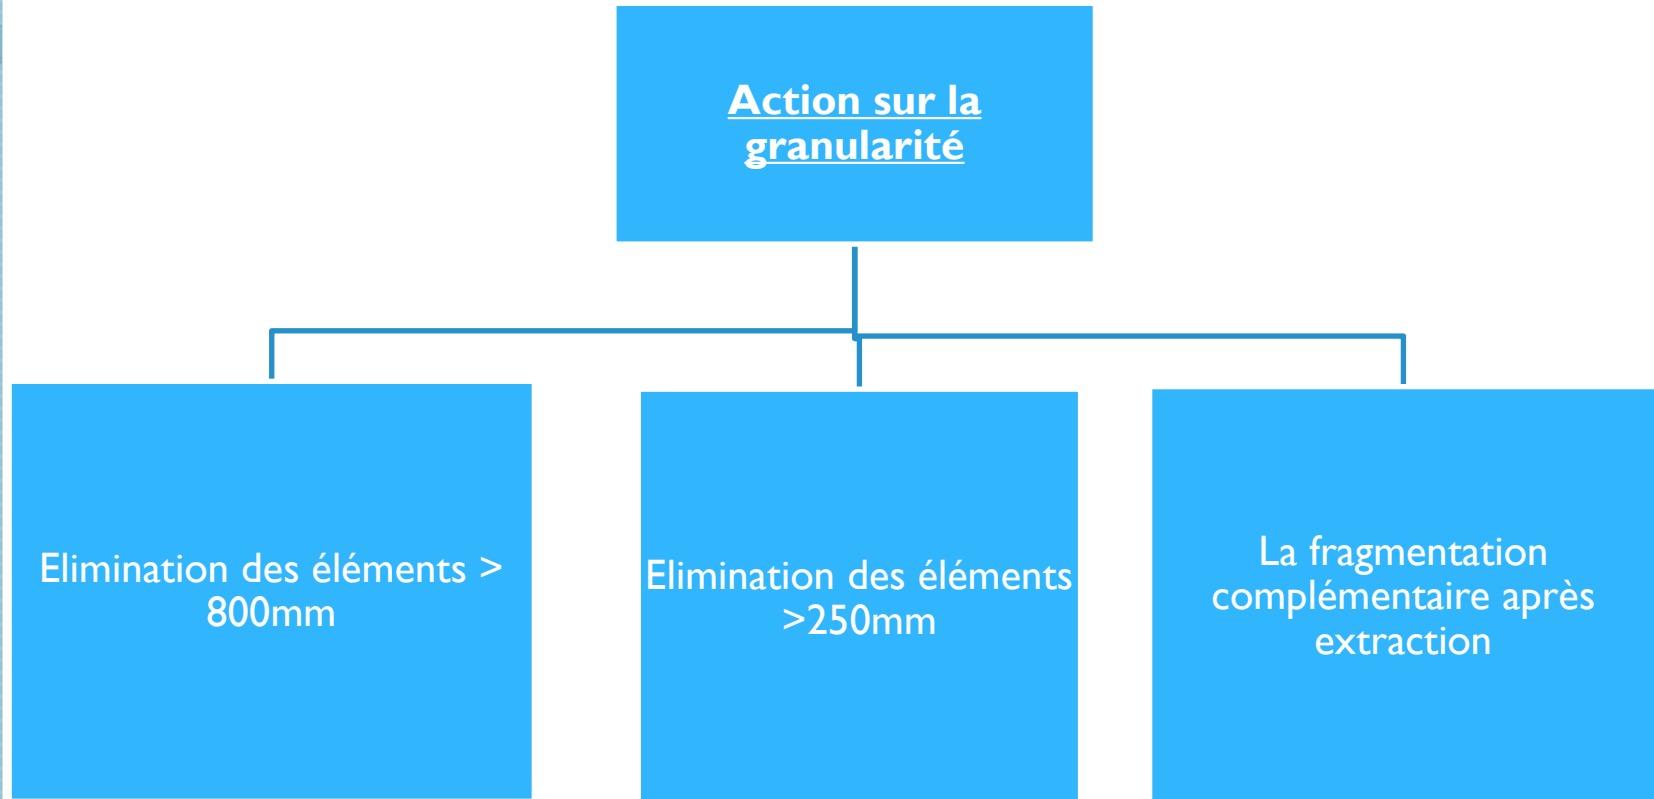 Action sur la
granularité
Elimination des éléments >
800mm
Elimination des éléments
>250mm
La fragmentation
complémentaire après
extraction